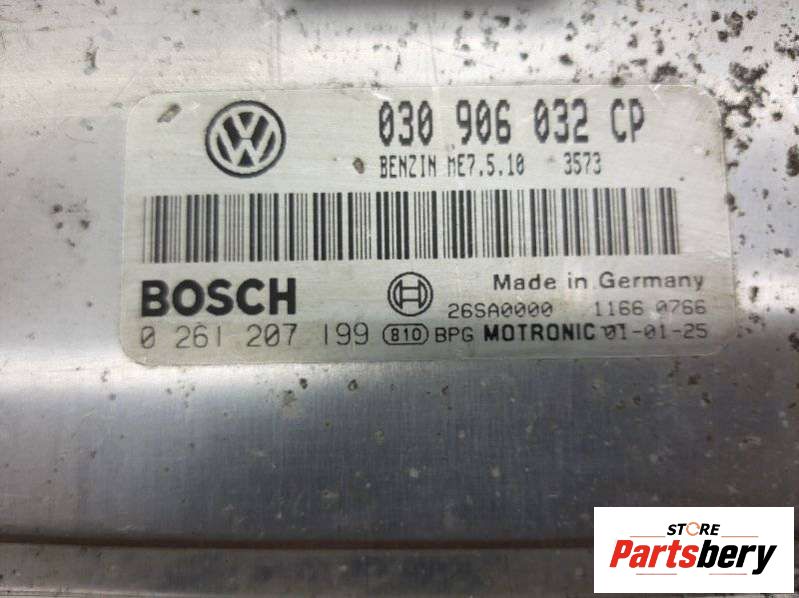 030 906 032 CP
BENZIN ME7.5.10 3573
BOSCH
Made in Germany
26SA0000 1166 0766
0 261 207 199 810 BPG MOTRONIC 01-01-25
STORE
Partsbery